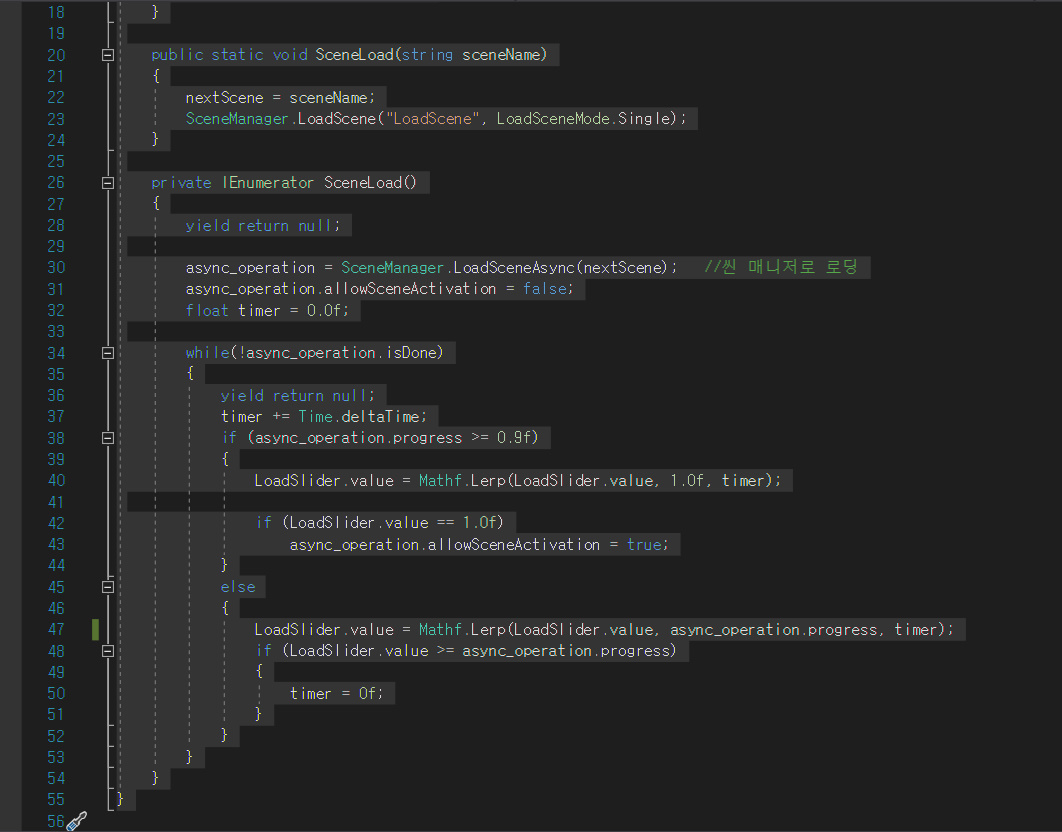 18 }
19
20 public static void SceneLoad(string sceneName)
21 {
22 nextScene = sceneName;
23 SceneManager.LoadScene("LoadScene", LoadSceneMode.Single);
24 }
25
26 private IEnumerator SceneLoad()
27 {
28 yield return null;
29
30 async_operation = SceneManager.LoadSceneAsync(nextScene); //씬 매니저로 로딩
31 async_operation.allowSceneActivation = false;
32 float timer = 0.0f;
33
34 while(!async_operation.isDone)
35 {
36 yield return null;
37 timer += Time.deltaTime;
38 if (async_operation.progress >= 0.9f)
39 {
40 LoadSlider.value = Mathf.Lerp(LoadSlider.value, 1.0f, timer);
41
42 if (LoadSlider.value == 1.0f)
43 async_operation.allowSceneActivation = true;
44 }
45 else
46 {
47 LoadSlider.value = Mathf.Lerp(LoadSlider.value, async_operation.progress, timer);
48 if (LoadSlider.value >= async_operation.progress)
49 {
50 timer = 0f;
51 }
52 }
53 }
54 }
55 }
56